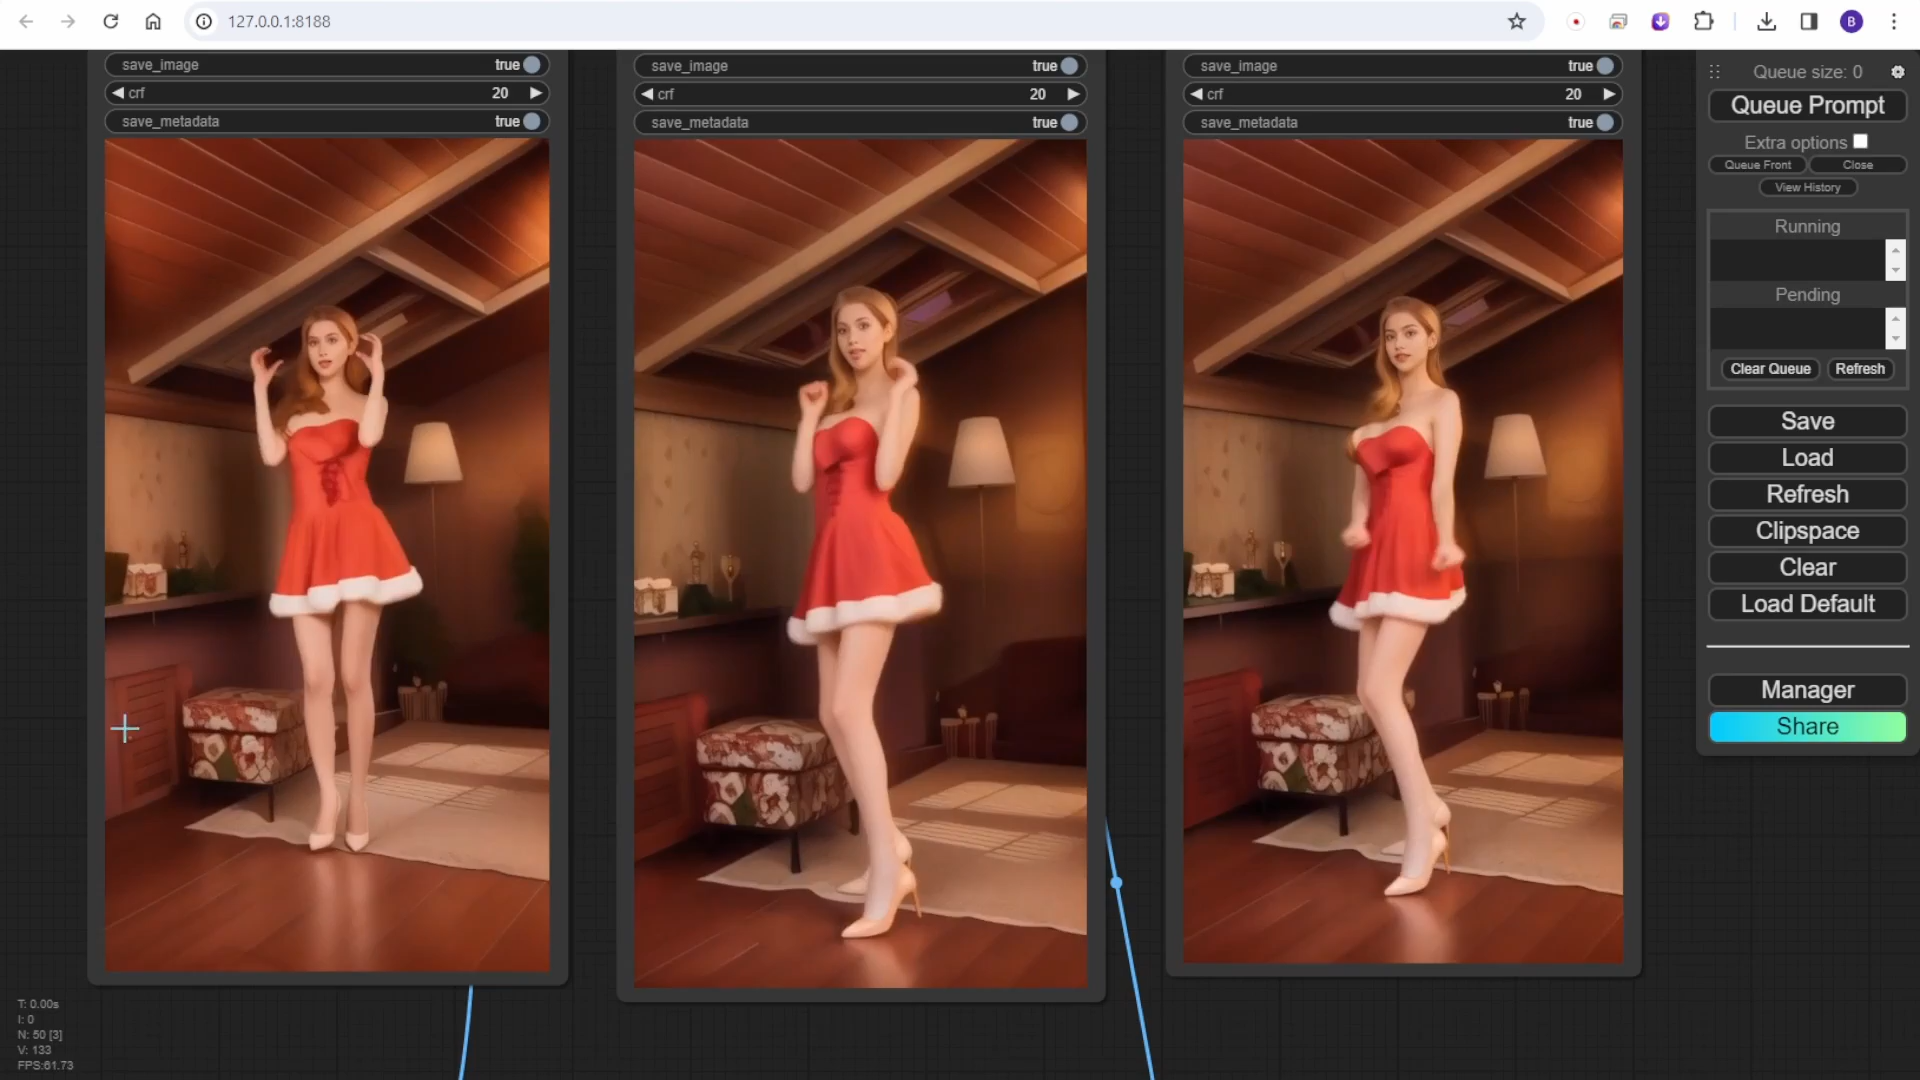 127.0.0.1:8188
B
save_image true
crf 20
save_metadata true
save_image true
crf 20
save_metadata true
save_image true
crf 20
save_metadata true
Queue size: 0
Queue Prompt
Extra options
Queue Front Close
View History
Running
Pending
Clear Queue Refresh
Save
Load
Refresh
Clipspace
Clear
Load Default
Manager
Share
T: 0.00s
I: 0
N: 50 [3]
V: 133
FPS:61.73